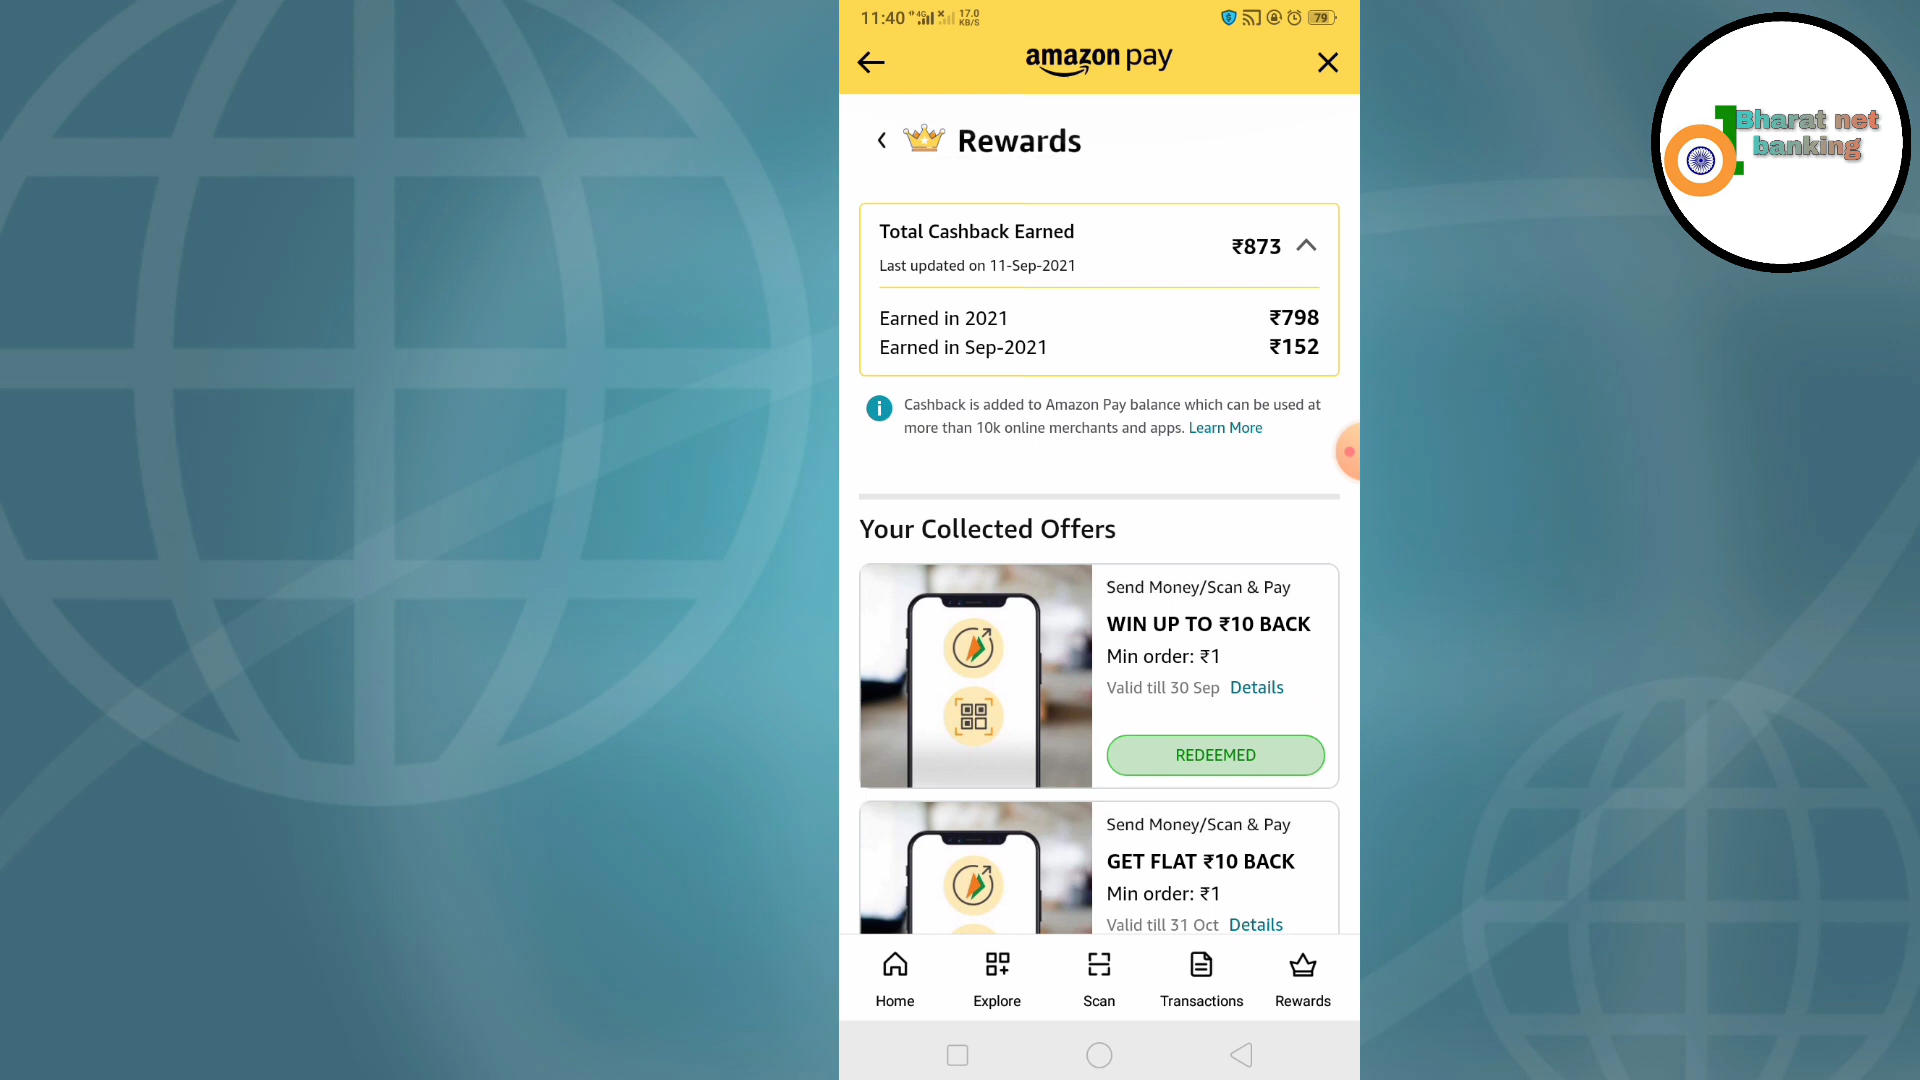 11:40 4G 17.0 KB/S 79
amazon pay
Bharat net
banking
Rewards
Total Cashback Earned
₹873
Last updated on 11-Sep-2021
Earned in 2021 ₹798
Earned in Sep-2021 ₹152
Cashback is added to Amazon Pay balance which can be used at
more than 10k online merchants and apps. Learn More
Your Collected Offers
Send Money/Scan & Pay
WIN UP TO ₹10 BACK
Min order: ₹1
Valid till 30 Sep Details
REDEEMED
Send Money/Scan & Pay
GET FLAT ₹10 BACK
Min order: ₹1
Valid till 31 Oct Details
Home Explore Scan Transactions Rewards